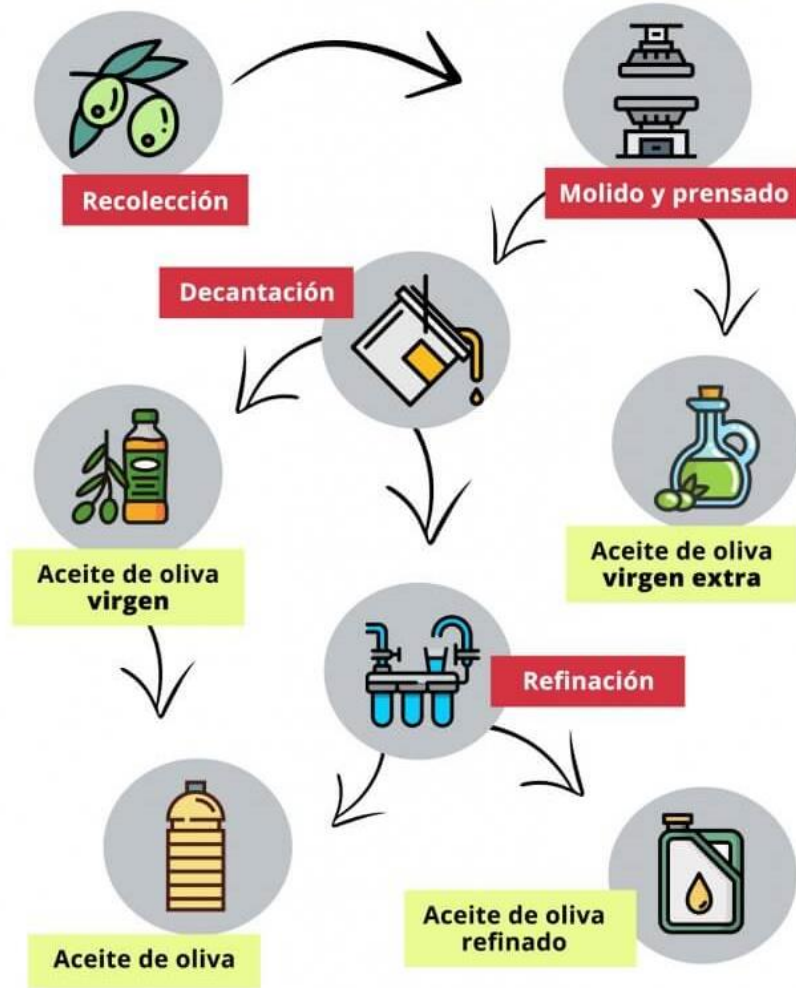 Recolección
Molido y prensado
Decantación
Aceite de oliva
virgen extra
Aceite de oliva
virgen
Refinación
Aceite de oliva
refinado
Aceite de oliva